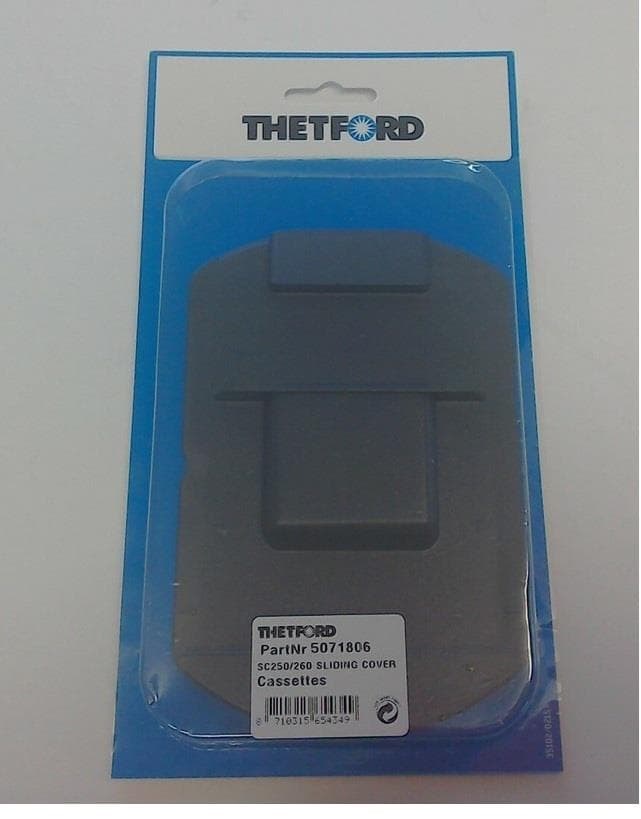 THETFORD
THETFORD
PartNr 5071806
SC250/260 SLIDING COVER
Cassettes
8 710315 654349